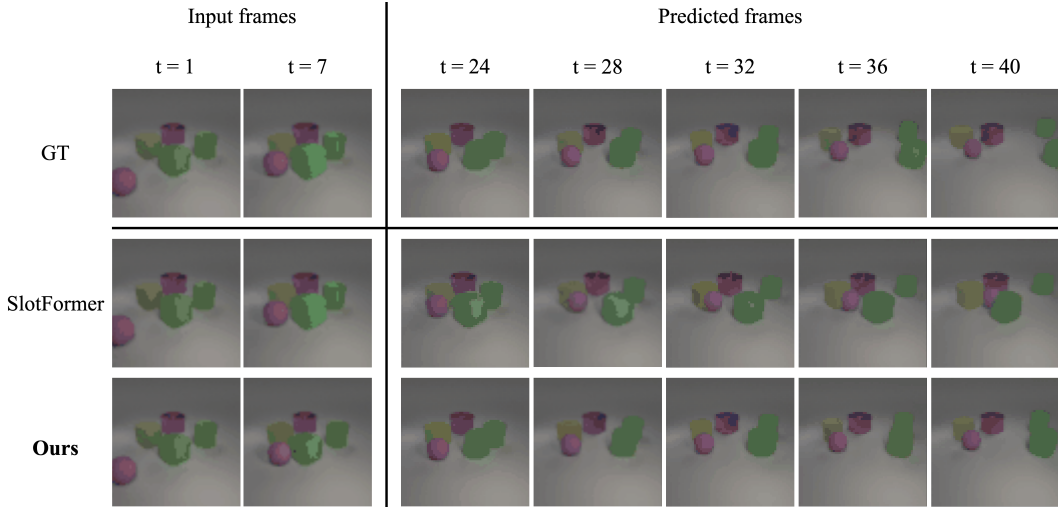 Input frames Predicted frames
t = 1 t = 7 t = 24 t = 28 t = 32 t = 36 t = 40
GT
SlotFormer
Ours